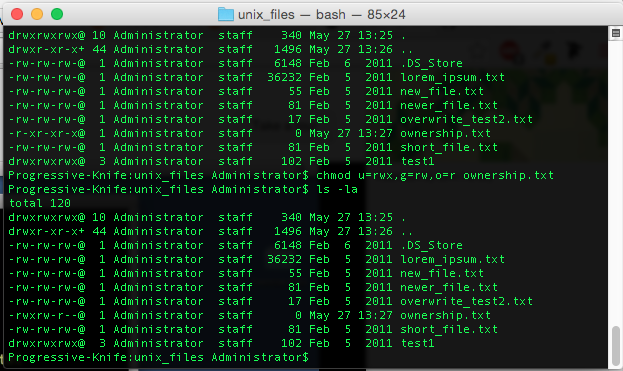 unix_files — bash — 85×24
drwxrwxrwx@ 10 Administrator  staff    340 May 27 13:25 .
drwxr-xr-x+ 44 Administrator  staff   1496 May 27 13:26 ..
-rw-rw-rw-@  1 Administrator  staff   6148 Feb  6  2011 .DS_Store
-rw-rw-rw-@  1 Administrator  staff  36232 Feb  5  2011 lorem_ipsum.txt
-rw-rw-rw-@  1 Administrator  staff     55 Feb  5  2011 new_file.txt
-rw-rw-rw-@  1 Administrator  staff     81 Feb  5  2011 newer_file.txt
-rw-rw-rw-@  1 Administrator  staff     17 Feb  5  2011 overwrite_test2.txt
-r-xr-xr-x@  1 Administrator  staff      0 May 27 13:27 ownership.txt
-rw-rw-rw-@  1 Administrator  staff     81 Feb  5  2011 short_file.txt
drwxrwxrwx@  3 Administrator  staff    102 Feb  5  2011 test1
Progressive-Knife:unix_files Administrator$ chmod u=rwx,g=rw,o=r ownership.txt
Progressive-Knife:unix_files Administrator$ ls -la
total 120
drwxrwxrwx@ 10 Administrator  staff    340 May 27 13:25 .
drwxr-xr-x+ 44 Administrator  staff   1496 May 27 13:26 ..
-rw-rw-rw-@  1 Administrator  staff   6148 Feb  6  2011 .DS_Store
-rw-rw-rw-@  1 Administrator  staff  36232 Feb  5  2011 lorem_ipsum.txt
-rw-rw-rw-@  1 Administrator  staff     55 Feb  5  2011 new_file.txt
-rw-rw-rw-@  1 Administrator  staff     81 Feb  5  2011 newer_file.txt
-rw-rw-rw-@  1 Administrator  staff     17 Feb  5  2011 overwrite_test2.txt
-rwxrw-r--@  1 Administrator  staff      0 May 27 13:27 ownership.txt
-rw-rw-rw-@  1 Administrator  staff     81 Feb  5  2011 short_file.txt
drwxrwxrwx@  3 Administrator  staff    102 Feb  5  2011 test1
Progressive-Knife:unix_files Administrator$